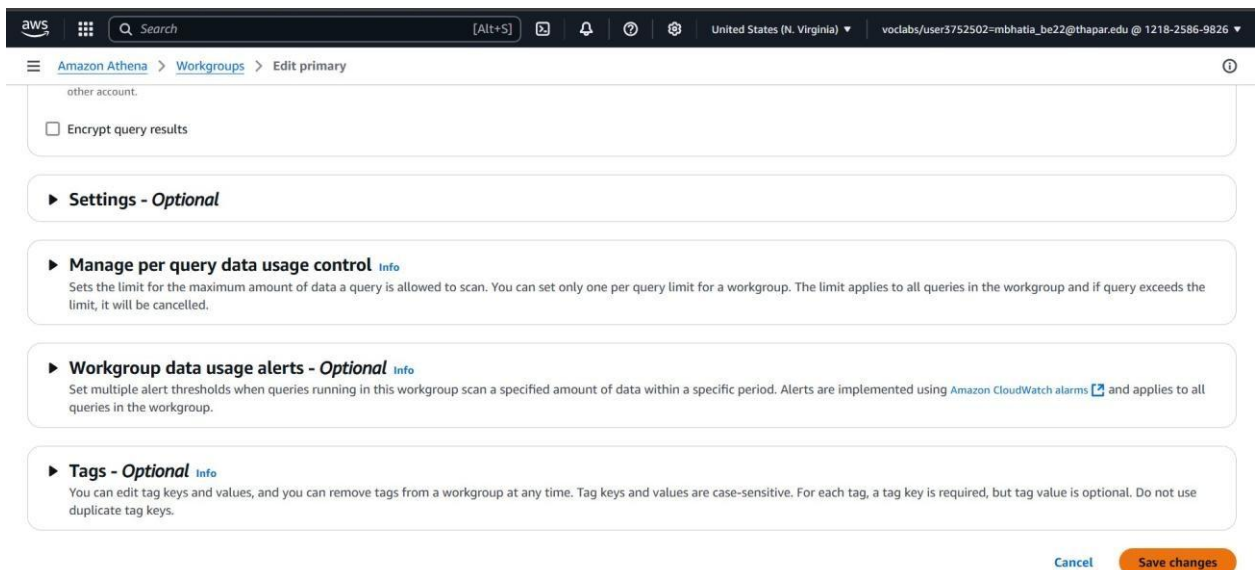 aws
Search [Alt+S] United States (N. Virginia) voclabs/user3752502=mbhatia_be22@thapar.edu @ 1218-2586-9826
Amazon Athena > Workgroups > Edit primary
other account.
Encrypt query results
Settings - Optional
Manage per query data usage control Info
Sets the limit for the maximum amount of data a query is allowed to scan. You can set only one per query limit for a workgroup. The limit applies to all queries in the workgroup and if query exceeds the
limit, it will be cancelled.
Workgroup data usage alerts - Optional Info
Set multiple alert thresholds when queries running in this workgroup scan a specified amount of data within a specific period. Alerts are implemented using Amazon CloudWatch alarms and applies to all
queries in the workgroup.
Tags - Optional Info
You can edit tag keys and values, and you can remove tags from a workgroup at any time. Tag keys and values are case-sensitive. For each tag, a tag key is required, but tag value is optional. Do not use
duplicate tag keys.
Cancel Save changes